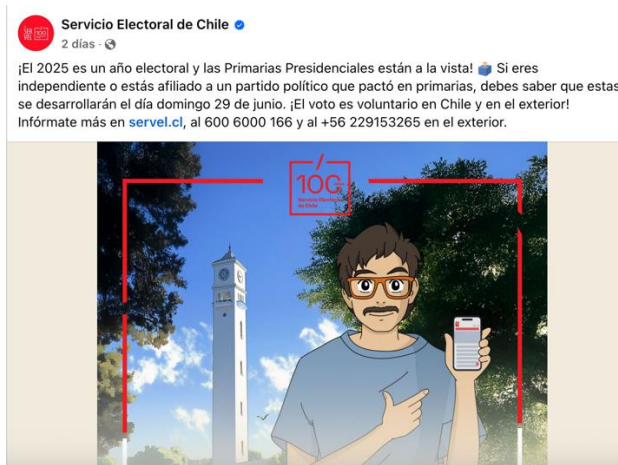 Servicio Electoral de Chile
2 días ·
¡El 2025 es un año electoral y las Primarias Presidenciales están a la vista! 🗳️ Si eres
independiente o estás afiliado a un partido político que pactó en primarias, debes saber que estas
se desarrollarán el día domingo 29 de junio. ¡El voto es voluntario en Chile y en el exterior!
Infórmate más en servel.cl, al 600 6000 166 y al +56 229153265 en el exterior.
100
Servicio Electoral
de Chile